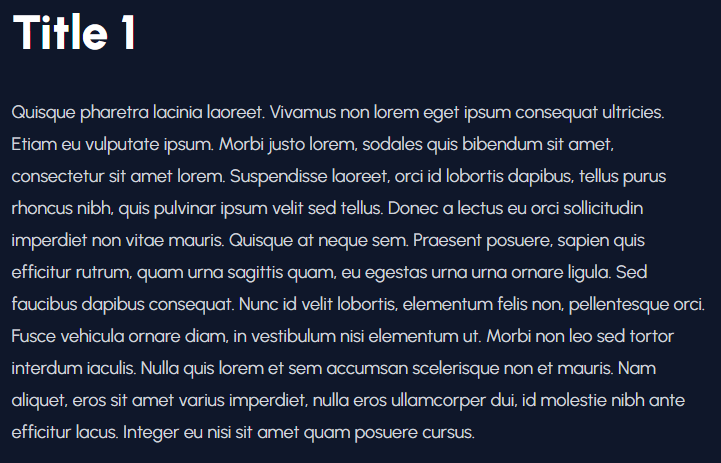 Title 1
Quisque pharetra lacinia laoreet. Vivamus non lorem eget ipsum consequat ultricies.
Etiam eu vulputate ipsum. Morbi justo lorem, sodales quis bibendum sit amet,
consectetur sit amet lorem. Suspendisse laoreet, orci id lobortis dapibus, tellus purus
rhoncus nibh, quis pulvinar ipsum velit sed tellus. Donec a lectus eu orci sollicitudin
imperdiet non vitae mauris. Quisque at neque sem. Praesent posuere, sapien quis
efficitur rutrum, quam urna sagittis quam, eu egestas urna urna ornare ligula. Sed
faucibus dapibus consequat. Nunc id velit lobortis, elementum felis non, pellentesque orci.
Fusce vehicula ornare diam, in vestibulum nisi elementum ut. Morbi non leo sed tortor
interdum iaculis. Nulla quis lorem et sem accumsan scelerisque non et mauris. Nam
aliquet, eros sit amet varius imperdiet, nulla eros ullamcorper dui, id molestie nibh ante
efficitur lacus. Integer eu nisi sit amet quam posuere cursus.